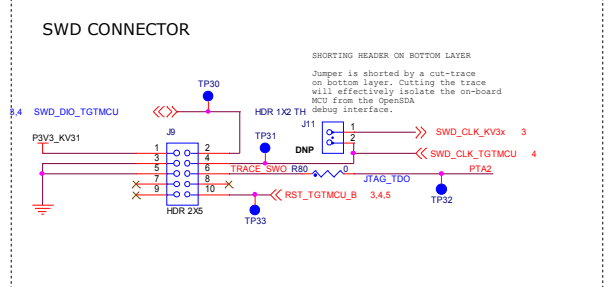 SWD CONNECTOR
SHORTING HEADER ON BOTTOM LAYER
Jumper is shorted by a cut-trace
on bottom layer. Cutting the trace
will effectively isolate the on-board
MCU from the OpenSDA
debug interface.
TP30
3,4 SWD_DIO_TGTMCU
HDR 1X2 TH
J11
P3V3_KV31
J9
TP31
DNP
1
2
SWD_CLK_KV3x 3
SWD_CLK_TGTMCU 4
1 2
3 4
5 6
7 8
9 10
TRACE_SWO R80 0
JTAG_TDO
PTA2
RST_TGTMCU_B 3,4,5
HDR 2X5
TP33
TP32